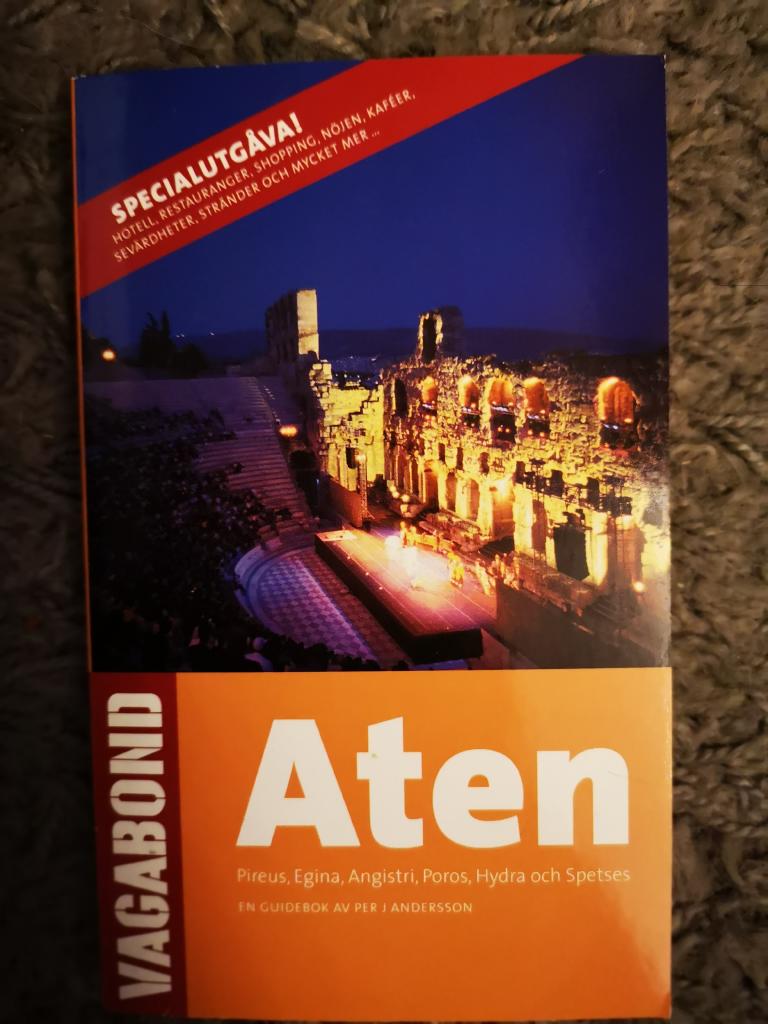 SPECIALUTGÅVA!
HOTELL, RESTAURANGER, SHOPPING, NÖJEN, KAFÉER,
SEVÄRDHETER, STRÄNDER OCH MYCKET MER ...
VAGABOND
Aten
Pireus, Egina, Angistri, Poros, Hydra och Spetses
EN GUIDEBOK AV PER J ANDERSSON